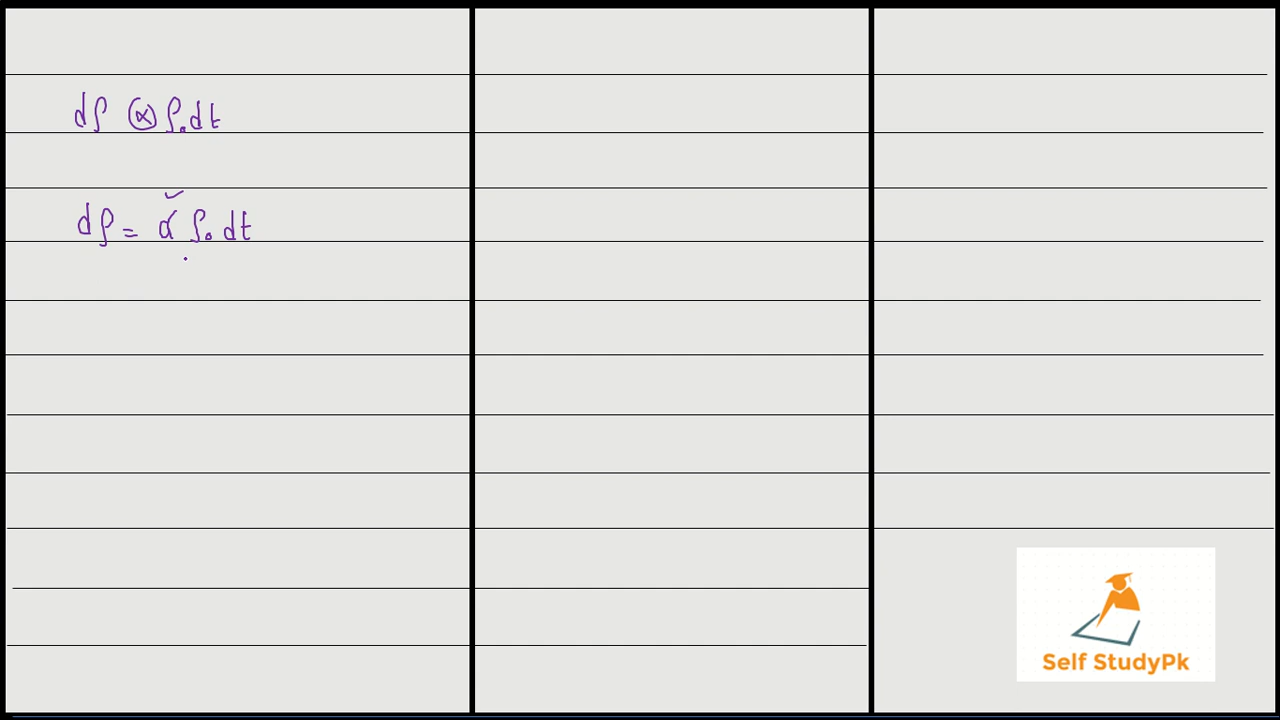 dρ ∝ ρ₀dt
dρ = α ρ₀ dt
Self StudyPk